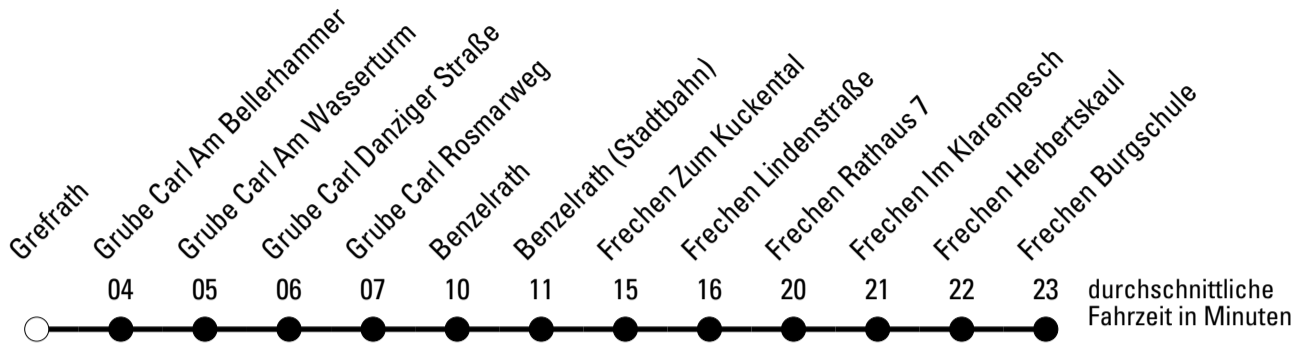 Grefrath
Grube Carl Am Bellerhammer
Grube Carl Am Wasserturm
Grube Carl Danziger Straße
Grube Carl Rosmarweg
Benzelrath
Benzelrath (Stadtbahn)
Frechen Zum Kuckental
Frechen Lindenstraße
Frechen Rathaus 7
Frechen Im Klarenpesch
Frechen Herbertskaul
Frechen Burgschule
04 05 06 07 10 11 15 16 20 21 22 23
durchschnittliche
Fahrzeit in Minuten